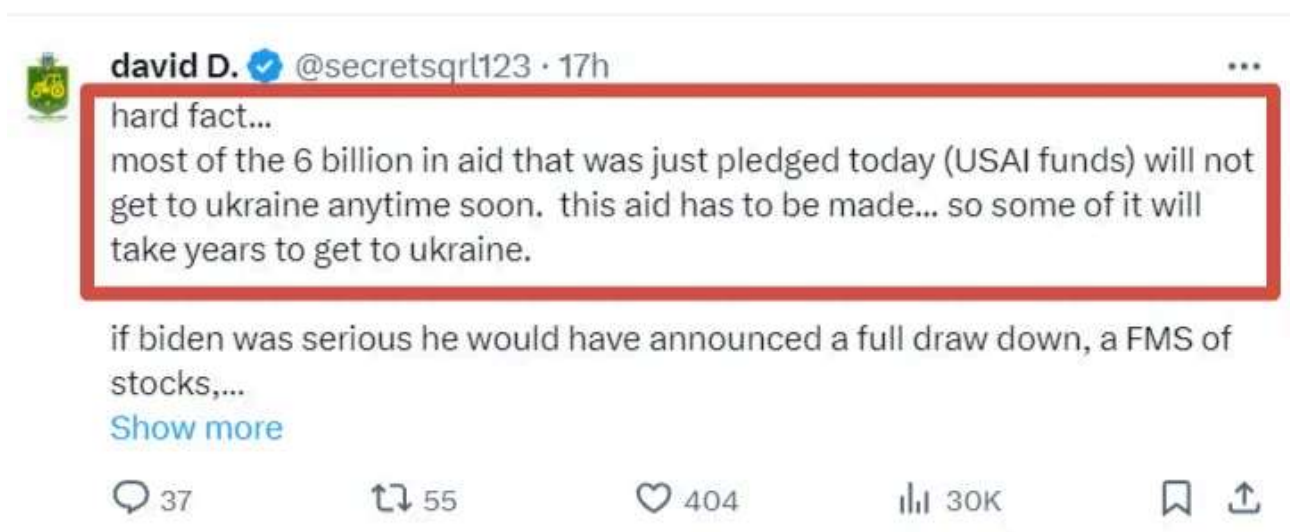 david D. @secretsqrl123 · 17h
hard fact...
most of the 6 billion in aid that was just pledged today (USAI funds) will not
get to ukraine anytime soon.  this aid has to be made... so some of it will
take years to get to ukraine.
if biden was serious he would have announced a full draw down, a FMS of
stocks,...
Show more
37 55 404 30K